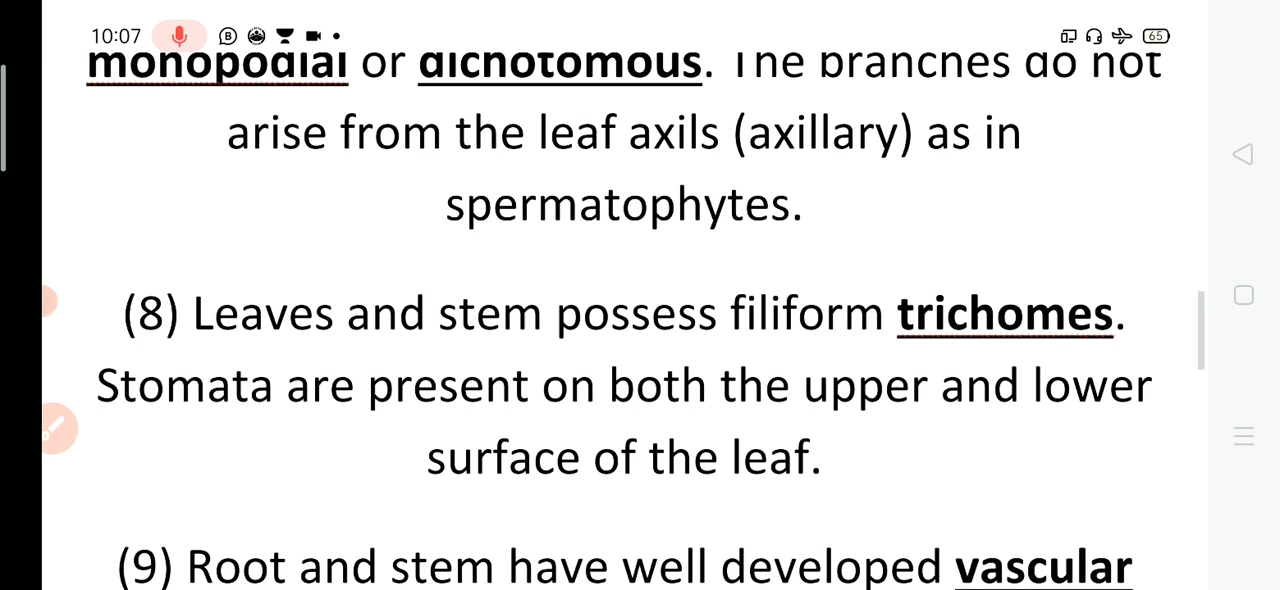 10:07
65
monopodial or dichotomous. The branches do not
arise from the leaf axils (axillary) as in
spermatophytes.
(8) Leaves and stem possess filiform trichomes.
Stomata are present on both the upper and lower
surface of the leaf.
(9) Root and stem have well developed vascular